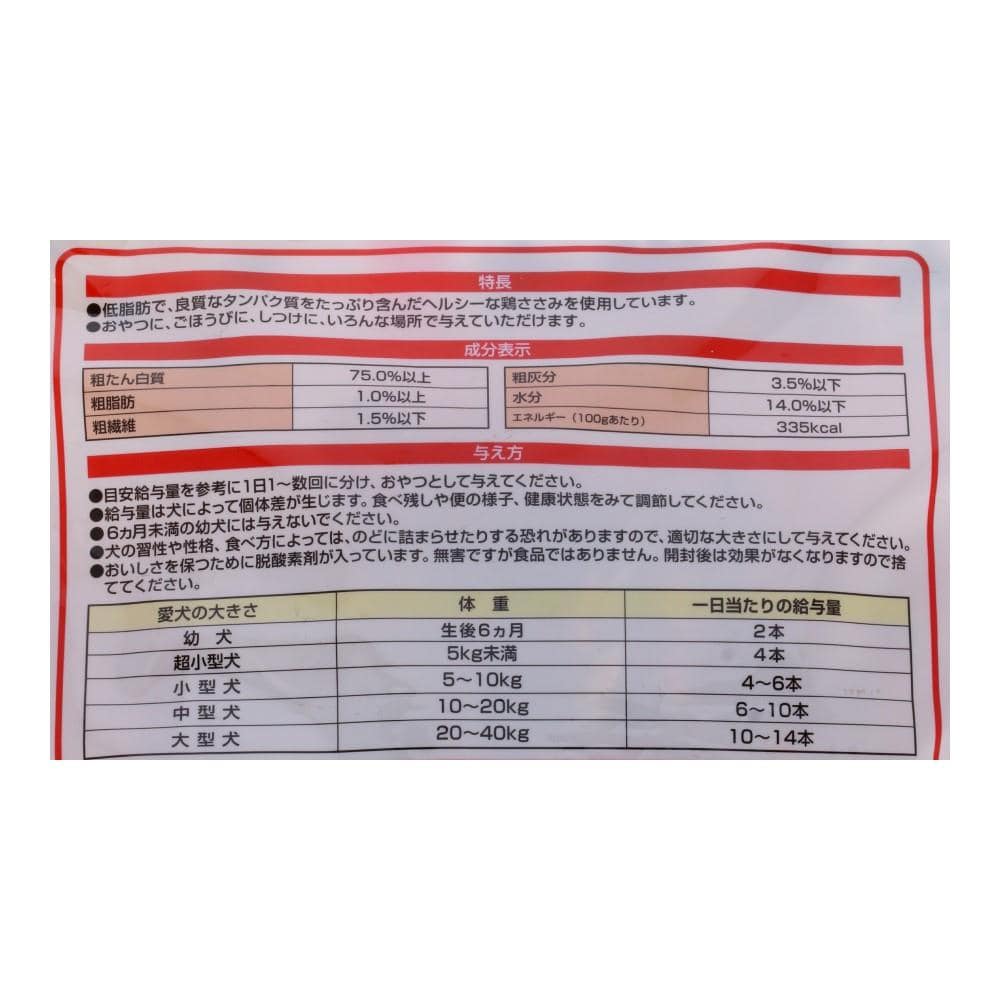 特長
●低脂肪で、良質なタンパク質をたっぷり含んだヘルシーな鶏ささみを使用しています。
●おやつに、ごほうびに、しつけに、いろんな場所で与えていただけます。
成分表示
粗たん白質 75.0%以上
粗脂肪 1.0%以上
粗繊維 1.5%以下
粗灰分 3.5%以下
水分 14.0%以下
エネルギー（100gあたり） 335kcal
与え方
●目安給与量を参考に1日1〜数回に分け、おやつとして与えてください。
●給与量は犬によって個体差が生じます。食べ残しや便の様子、健康状態をみて調節してください。
●6ヵ月未満の幼犬には与えないでください。
●犬の習性や性格、食べ方によっては、のどに詰まらせたりする恐れがありますので、適切な大きさにして与えてください。
●おいしさを保つために脱酸素剤が入っています。無害ですが食品ではありません。開封後は効果がなくなりますので捨
ててください。
愛犬の大きさ 体 重 一日当たりの給与量
幼 犬 生後6ヵ月 2本
超小型犬 5kg未満 4本
小 型 犬 5〜10kg 4〜6本
中 型 犬 10〜20kg 6〜10本
大 型 犬 20〜40kg 10〜14本